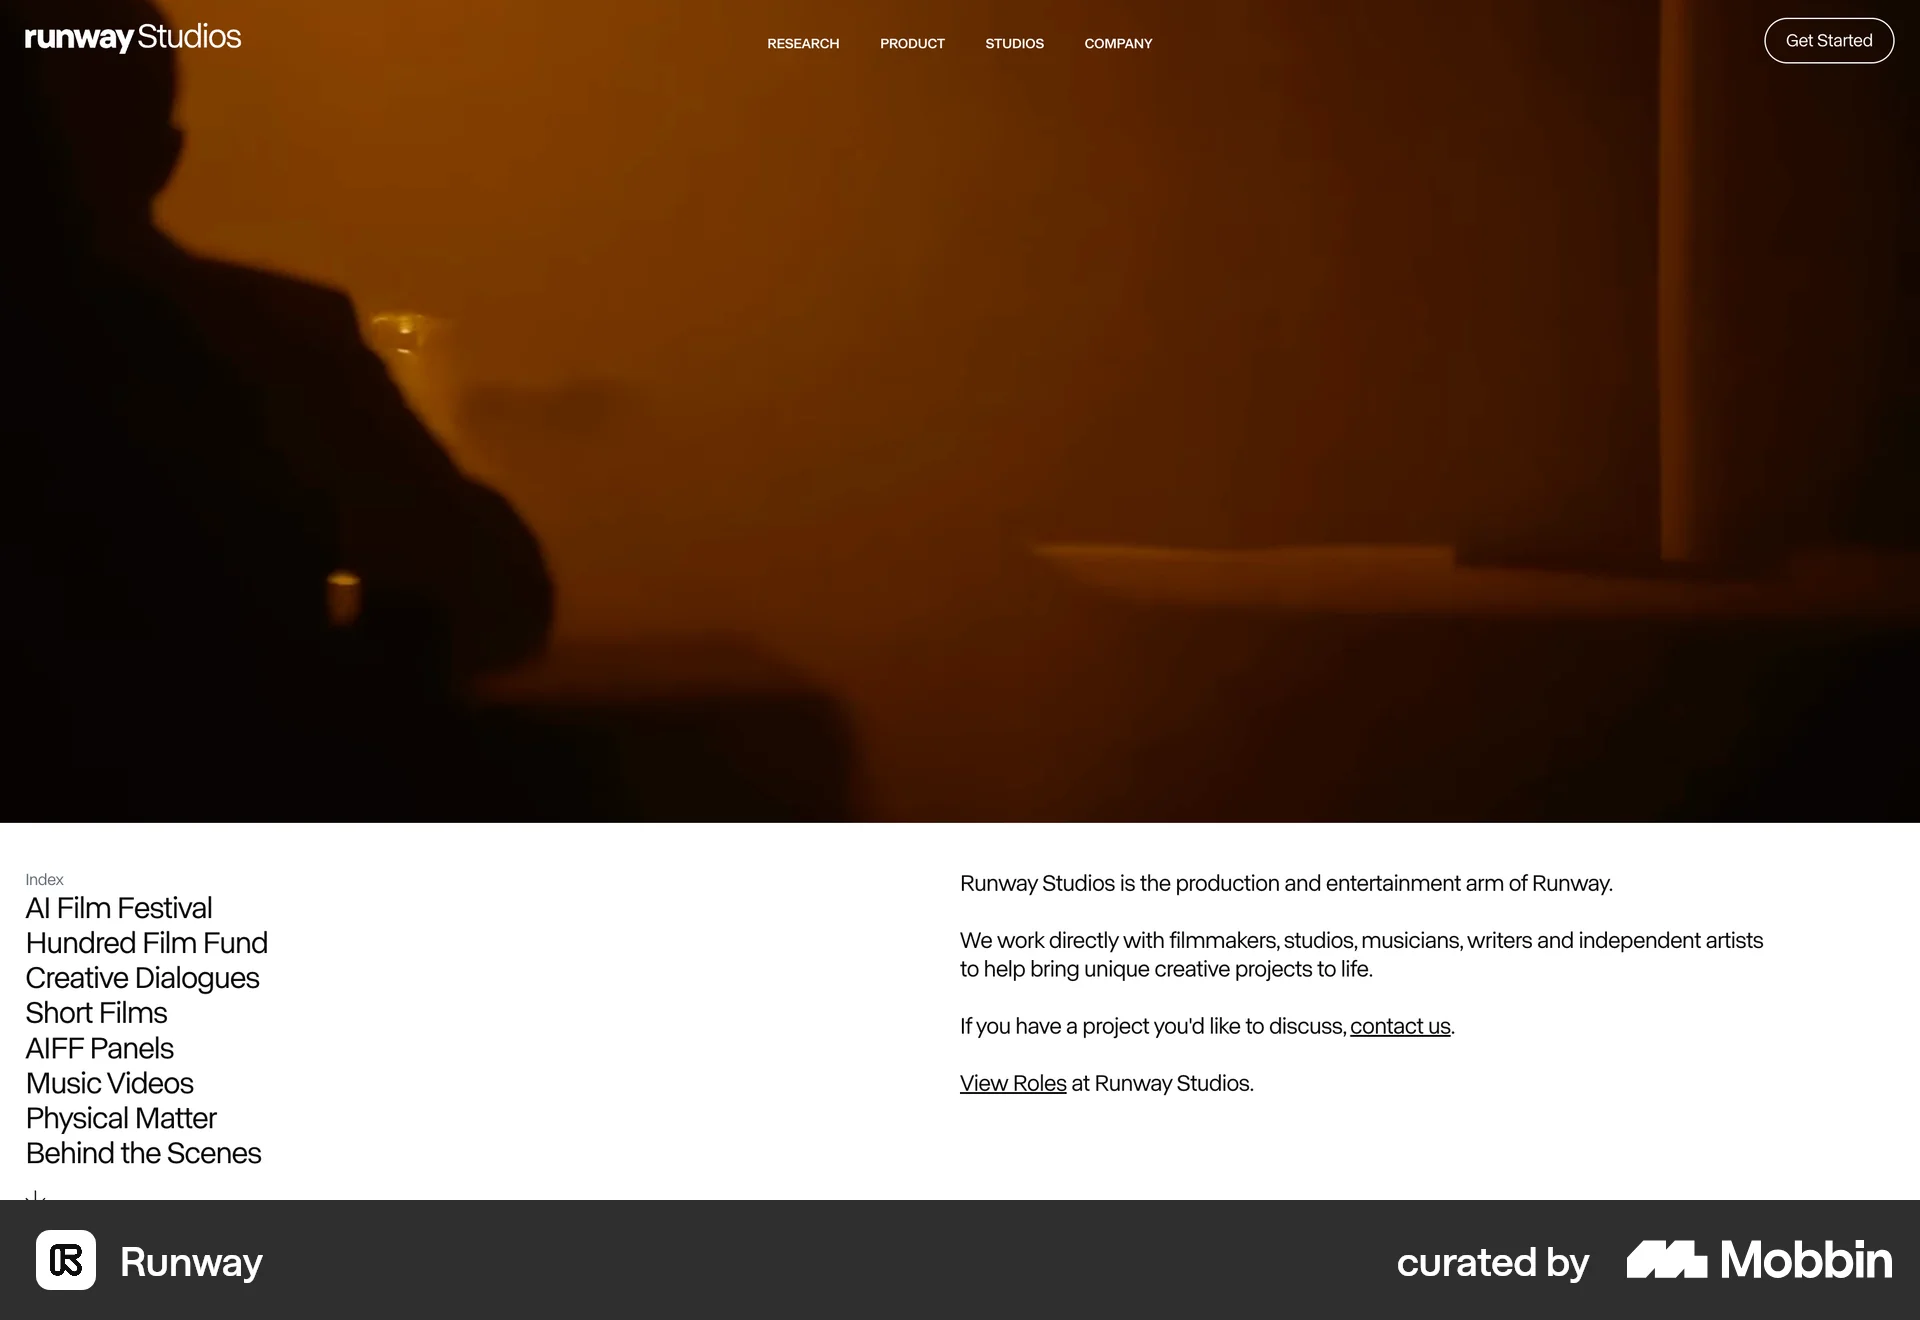 runway Studios
RESEARCH
PRODUCT
STUDIOS
COMPANY
Get Started
Index
AI Film Festival
Hundred Film Fund
Creative Dialogues
Short Films
AIFF Panels
Music Videos
Physical Matter
Behind the Scenes
Runway Studios is the production and entertainment arm of Runway.
We work directly with filmmakers, studios, musicians, writers and independent artists
to help bring unique creative projects to life.
If you have a project you'd like to discuss, contact us.
View Roles at Runway Studios.
Runway
curated by
Mobbin